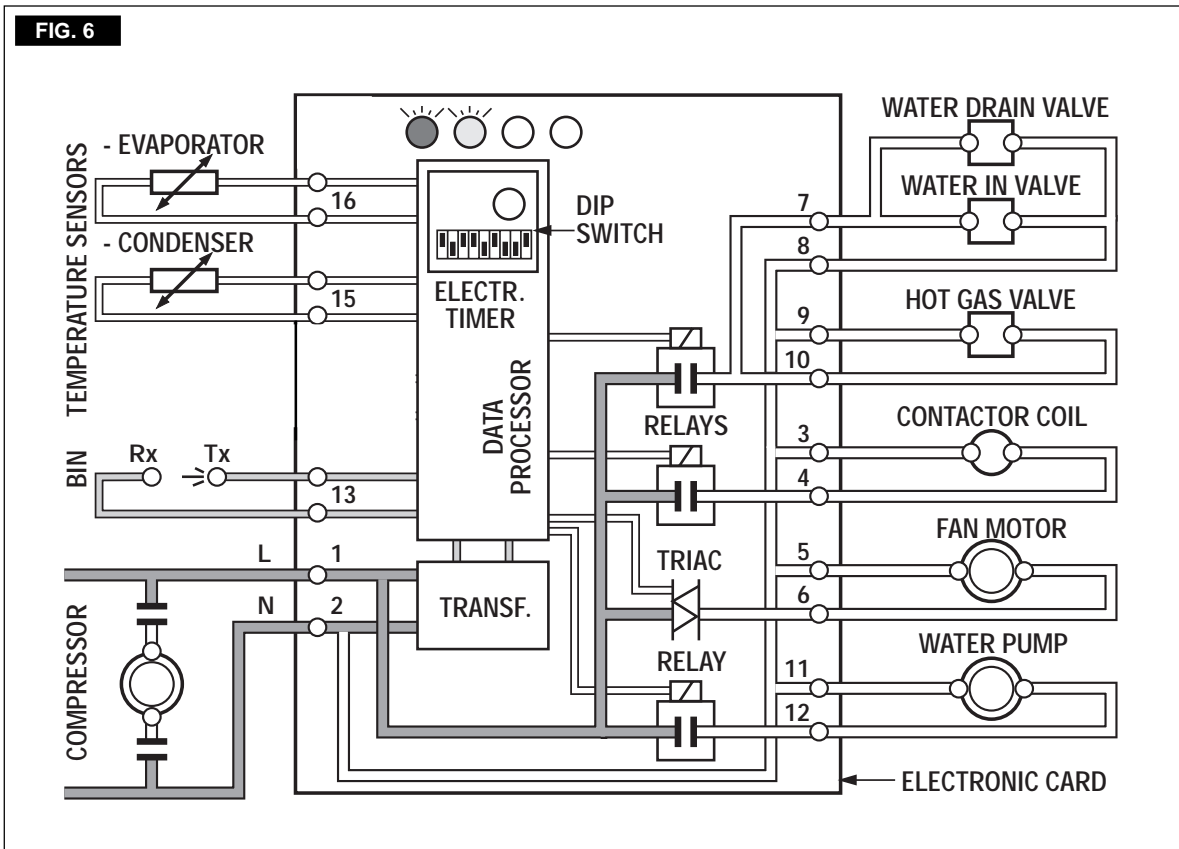 FIG. 6
TEMPERATURE SENSORS
- EVAPORATOR
16
- CONDENSER
15
BIN
Rx
Tx
13
L
1
N
2
COMPRESSOR
DIP
SWITCH
ELECTR.
TIMER
DATA
PROCESSOR
TRANSF.
RELAYS
TRIAC
RELAY
WATER DRAIN VALVE
WATER IN VALVE
7
8
HOT GAS VALVE
9
10
CONTACTOR COIL
3
4
FAN MOTOR
5
6
WATER PUMP
11
12
ELECTRONIC CARD